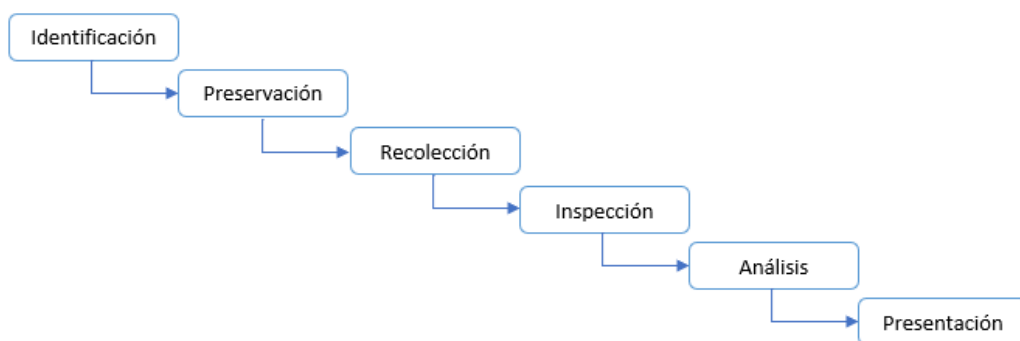 Identificación
Preservación
Recolección
Inspección
Análisis
Presentación